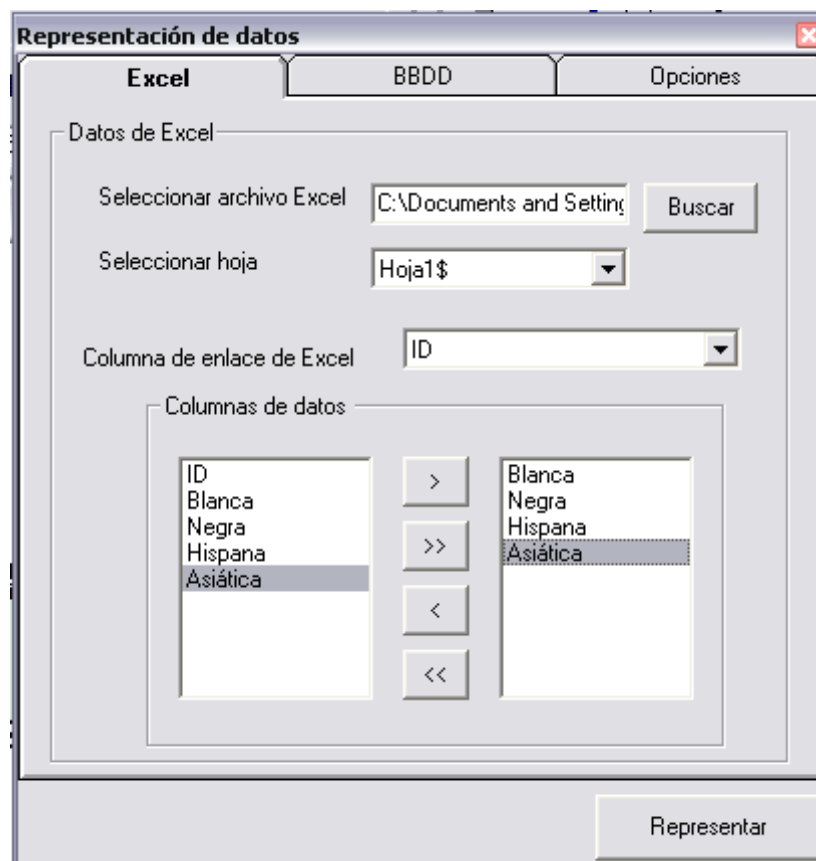 Representación de datos
Excel
BBDD
Opciones
Datos de Excel
Seleccionar archivo Excel
C:\Documents and Setting
Buscar
Seleccionar hoja
Hoja1$
Columna de enlace de Excel
ID
Columnas de datos
ID
Blanca
Negra
Hispana
Asiática
>
>>
<
<<
Blanca
Negra
Hispana
Asiática
Representar